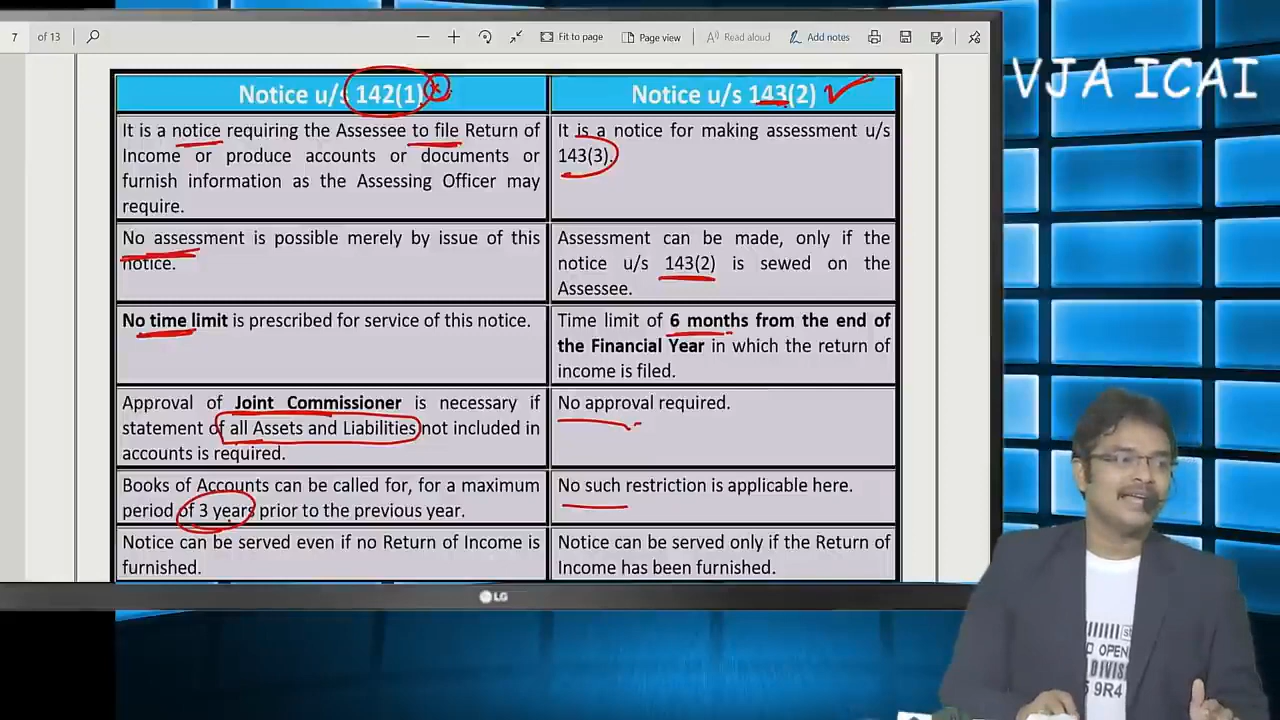 7 of 13
Fit to page
Page view
Read aloud
Add notes
VJA ICAI
Notice u/s 142(1)
Notice u/s 143(2)
It is a notice requiring the Assessee to file Return of
Income or produce accounts or documents or
furnish information as the Assessing Officer may
require.
It is a notice for making assessment u/s
143(3).
No assessment is possible merely by issue of this
notice.
Assessment can be made, only if the
notice u/s 143(2) is sewed on the
Assessee.
No time limit is prescribed for service of this notice.
Time limit of 6 months from the end of
the Financial Year in which the return of
income is filed.
Approval of Joint Commissioner is necessary if
statement of all Assets and Liabilities not included in
accounts is required.
No approval required.
Books of Accounts can be called for, for a maximum
period of 3 years prior to the previous year.
No such restriction is applicable here.
Notice can be served even if no Return of Income is
furnished.
Notice can be served only if the Return of
Income has been furnished.
LG
OPEN
DIVIS
9R4